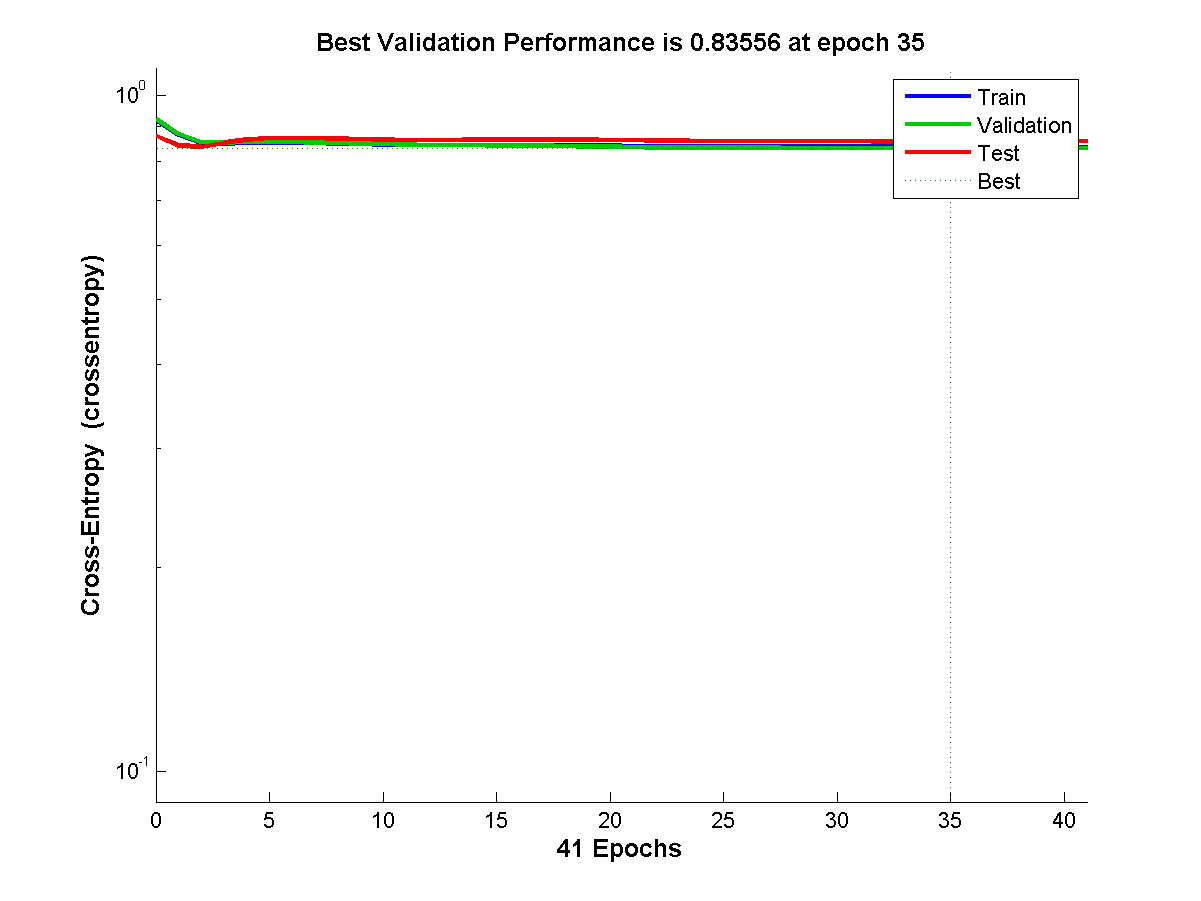 Best Validation Performance is 0.83556 at epoch 35
10^0
Train
Validation
Test
Best
Cross-Entropy (crossentropy)
10^-1
0 5 10 15 20 25 30 35 40
41 Epochs